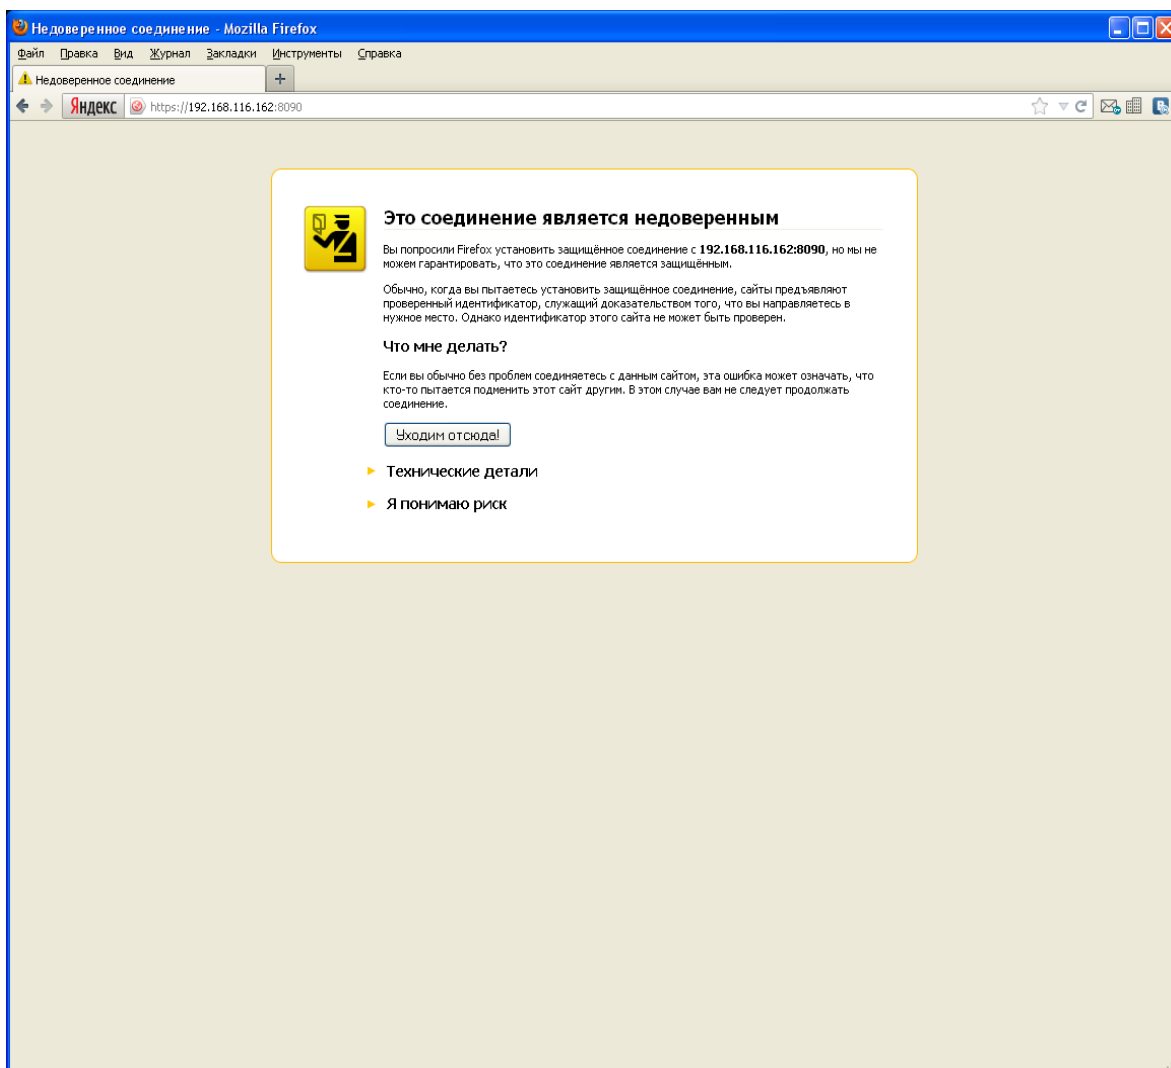 Недоверенное соединение - Mozilla Firefox
Файл Правка Вид Журнал Закладки Инструменты Справка
Недоверенное соединение
Яндекс https://192.168.116.162:8090
Это соединение является недоверенным
Вы попросили Firefox установить защищённое соединение с 192.168.116.162:8090, но мы не
можем гарантировать, что это соединение является защищённым.
Обычно, когда вы пытаетесь установить защищённое соединение, сайты предъявляют
проверенный идентификатор, служащий доказательством того, что вы направляетесь в
нужное место. Однако идентификатор этого сайта не может быть проверен.
Что мне делать?
Если вы обычно без проблем соединяетесь с данным сайтом, эта ошибка может означать, что
кто-то пытается подменить этот сайт другим. В этом случае вам не следует продолжать
соединение.
Уходим отсюда!
Технические детали
Я понимаю риск